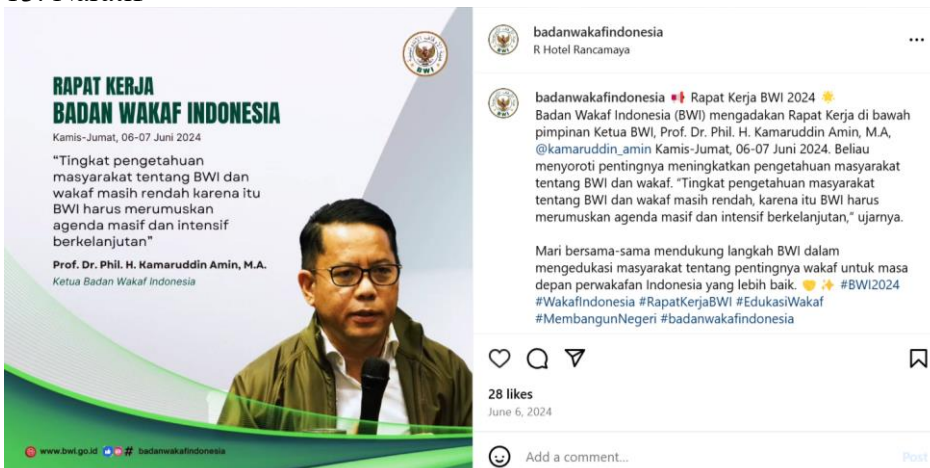 RAPAT KERJA
BADAN WAKAF INDONESIA
Kamis-Jumat, 06-07 Juni 2024
"Tingkat pengetahuan
masyarakat tentang BWI dan
wakaf masih rendah karena itu
BWI harus merumuskan
agenda masif dan intensif
berkelanjutan"
Prof. Dr. Phil. H. Kamaruddin Amin, M.A.
Ketua Badan Wakaf Indonesia
BWI
www.bwi.go.id # badanwakafindonesia
badanwakafindonesia
R Hotel Rancamaya
badanwakafindonesia Rapat Kerja BWI 2024
Badan Wakaf Indonesia (BWI) mengadakan Rapat Kerja di bawah
pimpinan Ketua BWI, Prof. Dr. Phil. H. Kamaruddin Amin, M.A,
@kamaruddin_amin Kamis-Jumat, 06-07 Juni 2024. Beliau
menyoroti pentingnya meningkatkan pengetahuan masyarakat
tentang BWI dan wakaf. "Tingkat pengetahuan masyarakat
tentang BWI dan wakaf masih rendah, karena itu BWI harus
merumuskan agenda masif dan intensif berkelanjutan," ujarnya.
Mari bersama-sama mendukung langkah BWI dalam
mengedukasi masyarakat tentang pentingnya wakaf untuk masa
depan perwakafan Indonesia yang lebih baik. #BWI2024
#WakafIndonesia #RapatKerjaBWI #EdukasiWakaf
#MembangunNegeri #badanwakafindonesia
28 likes
June 6, 2024
Add a comment...
Post